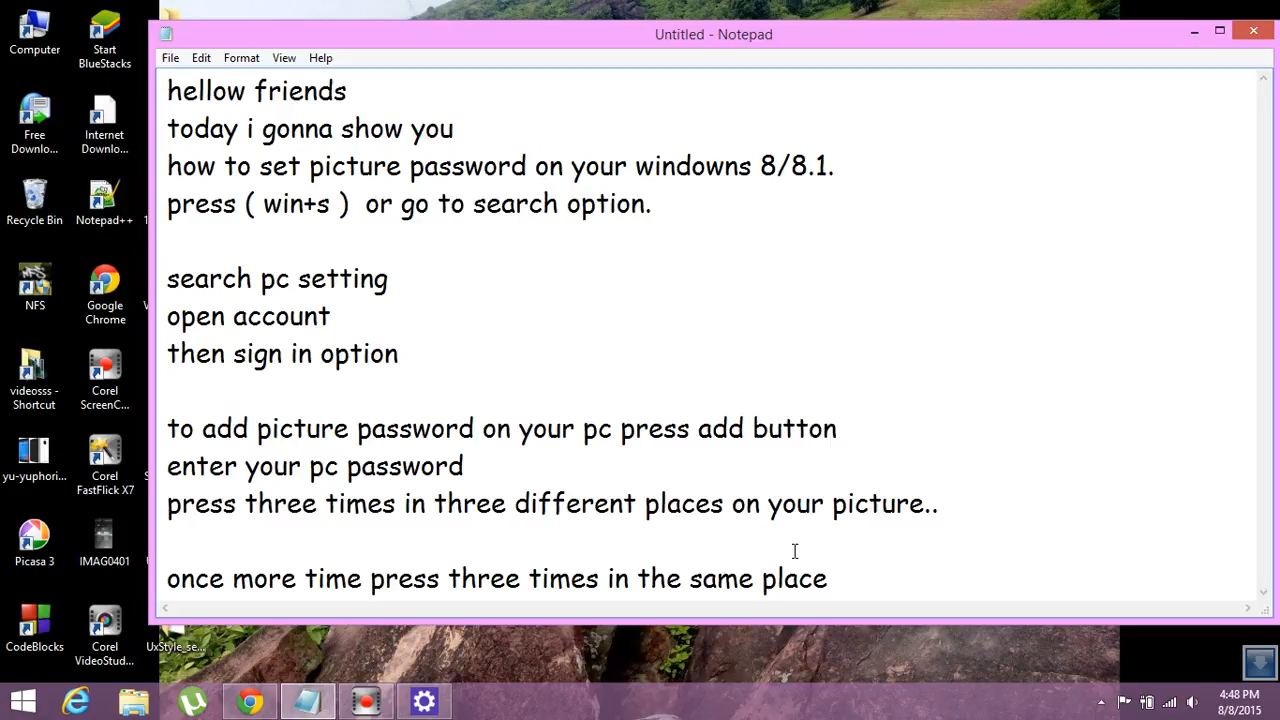 Untitled - Notepad
File Edit Format View Help
hellow friends
today i gonna show you
how to set picture password on your windowns 8/8.1.
press ( win+s )  or go to search option.
search pc setting
open account
then sign in option
to add picture password on your pc press add button
enter your pc password
press three times in three different places on your picture..
once more time press three times in the same place
Computer
Start
BlueStacks
Free
Downlo...
Internet
Downlo...
Recycle Bin
Notepad++
NFS
Google
Chrome
videosss -
Shortcut
Corel
ScreenC...
yu-yuphori...
Corel
FastFlick X7
Picasa 3
IMAG0401
CodeBlocks
Corel
VideoStud...
UxStyle_se...
4:48 PM
8/8/2015